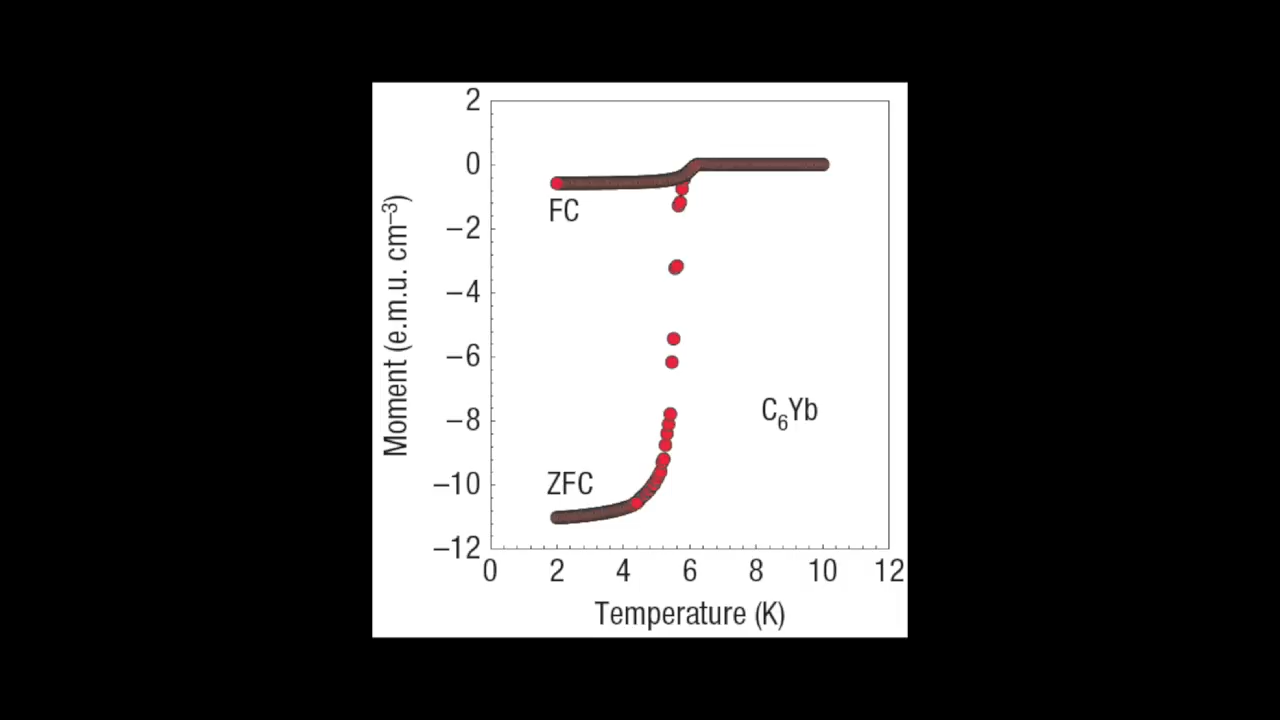 2
0
−2
−4
−6
−8
−10
−12
Moment (e.m.u. cm⁻³)
FC
ZFC
C₆Yb
0 2 4 6 8 10 12
Temperature (K)